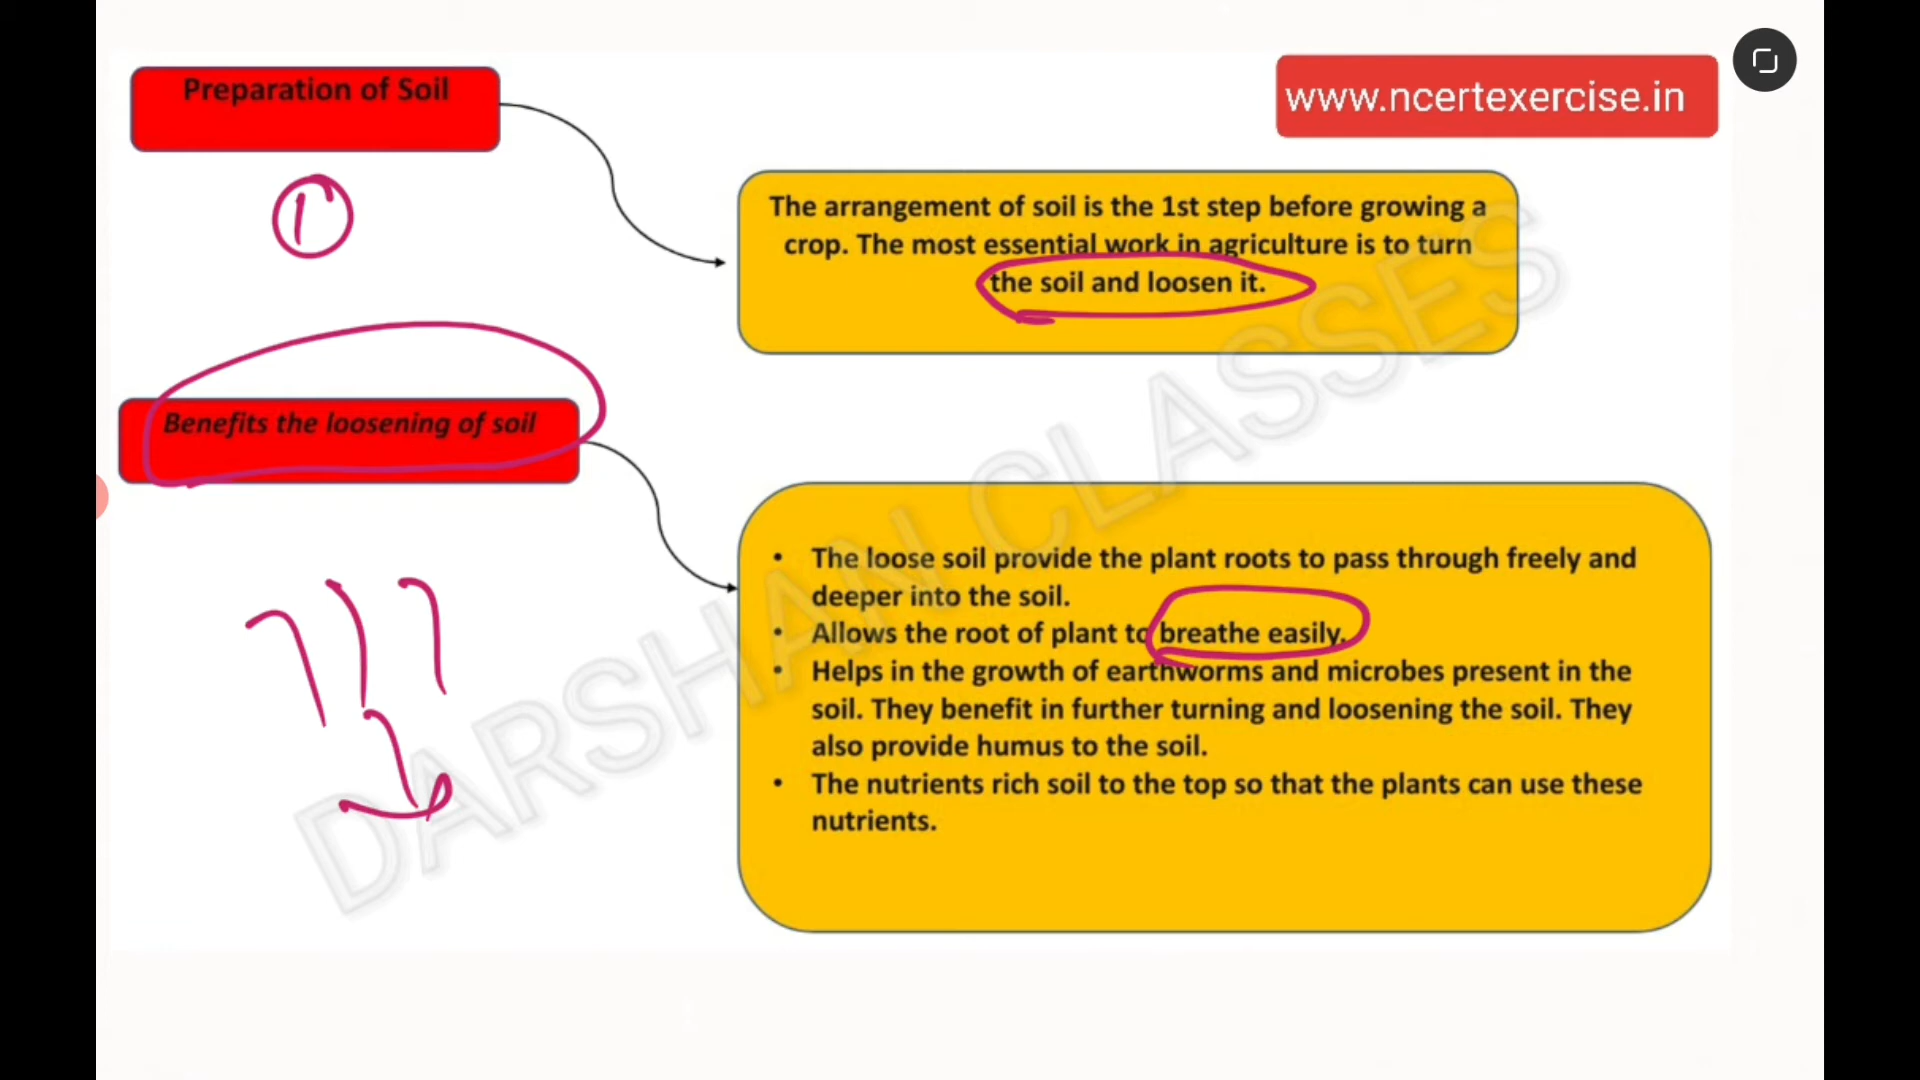 Preparation of Soil
www.ncertexercise.in
1
The arrangement of soil is the 1st step before growing a
crop. The most essential work in agriculture is to turn
the soil and loosen it.
Benefits the loosening of soil
• The loose soil provide the plant roots to pass through freely and
deeper into the soil.
• Allows the root of plant to breathe easily.
• Helps in the growth of earthworms and microbes present in the
soil. They benefit in further turning and loosening the soil. They
also provide humus to the soil.
• The nutrients rich soil to the top so that the plants can use these
nutrients.
DARSHAN CLASSES